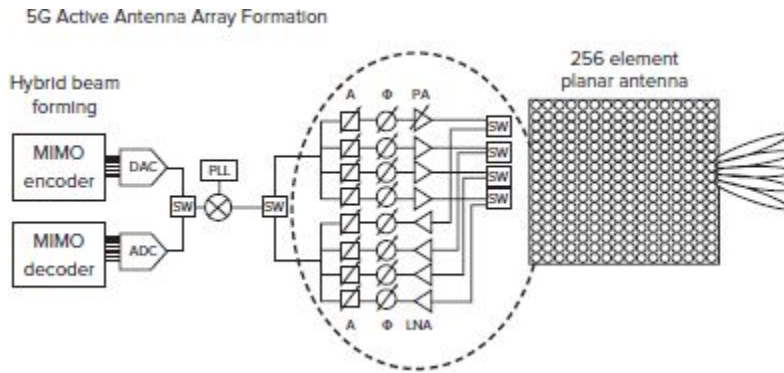 5G Active Antenna Array Formation
Hybrid beam
forming
256 element
planar antenna
A Φ PA
MIMO
encoder
DAC
PLL
SW
SW
SW
SW
SW
SW
MIMO
decoder
ADC
A Φ LNA